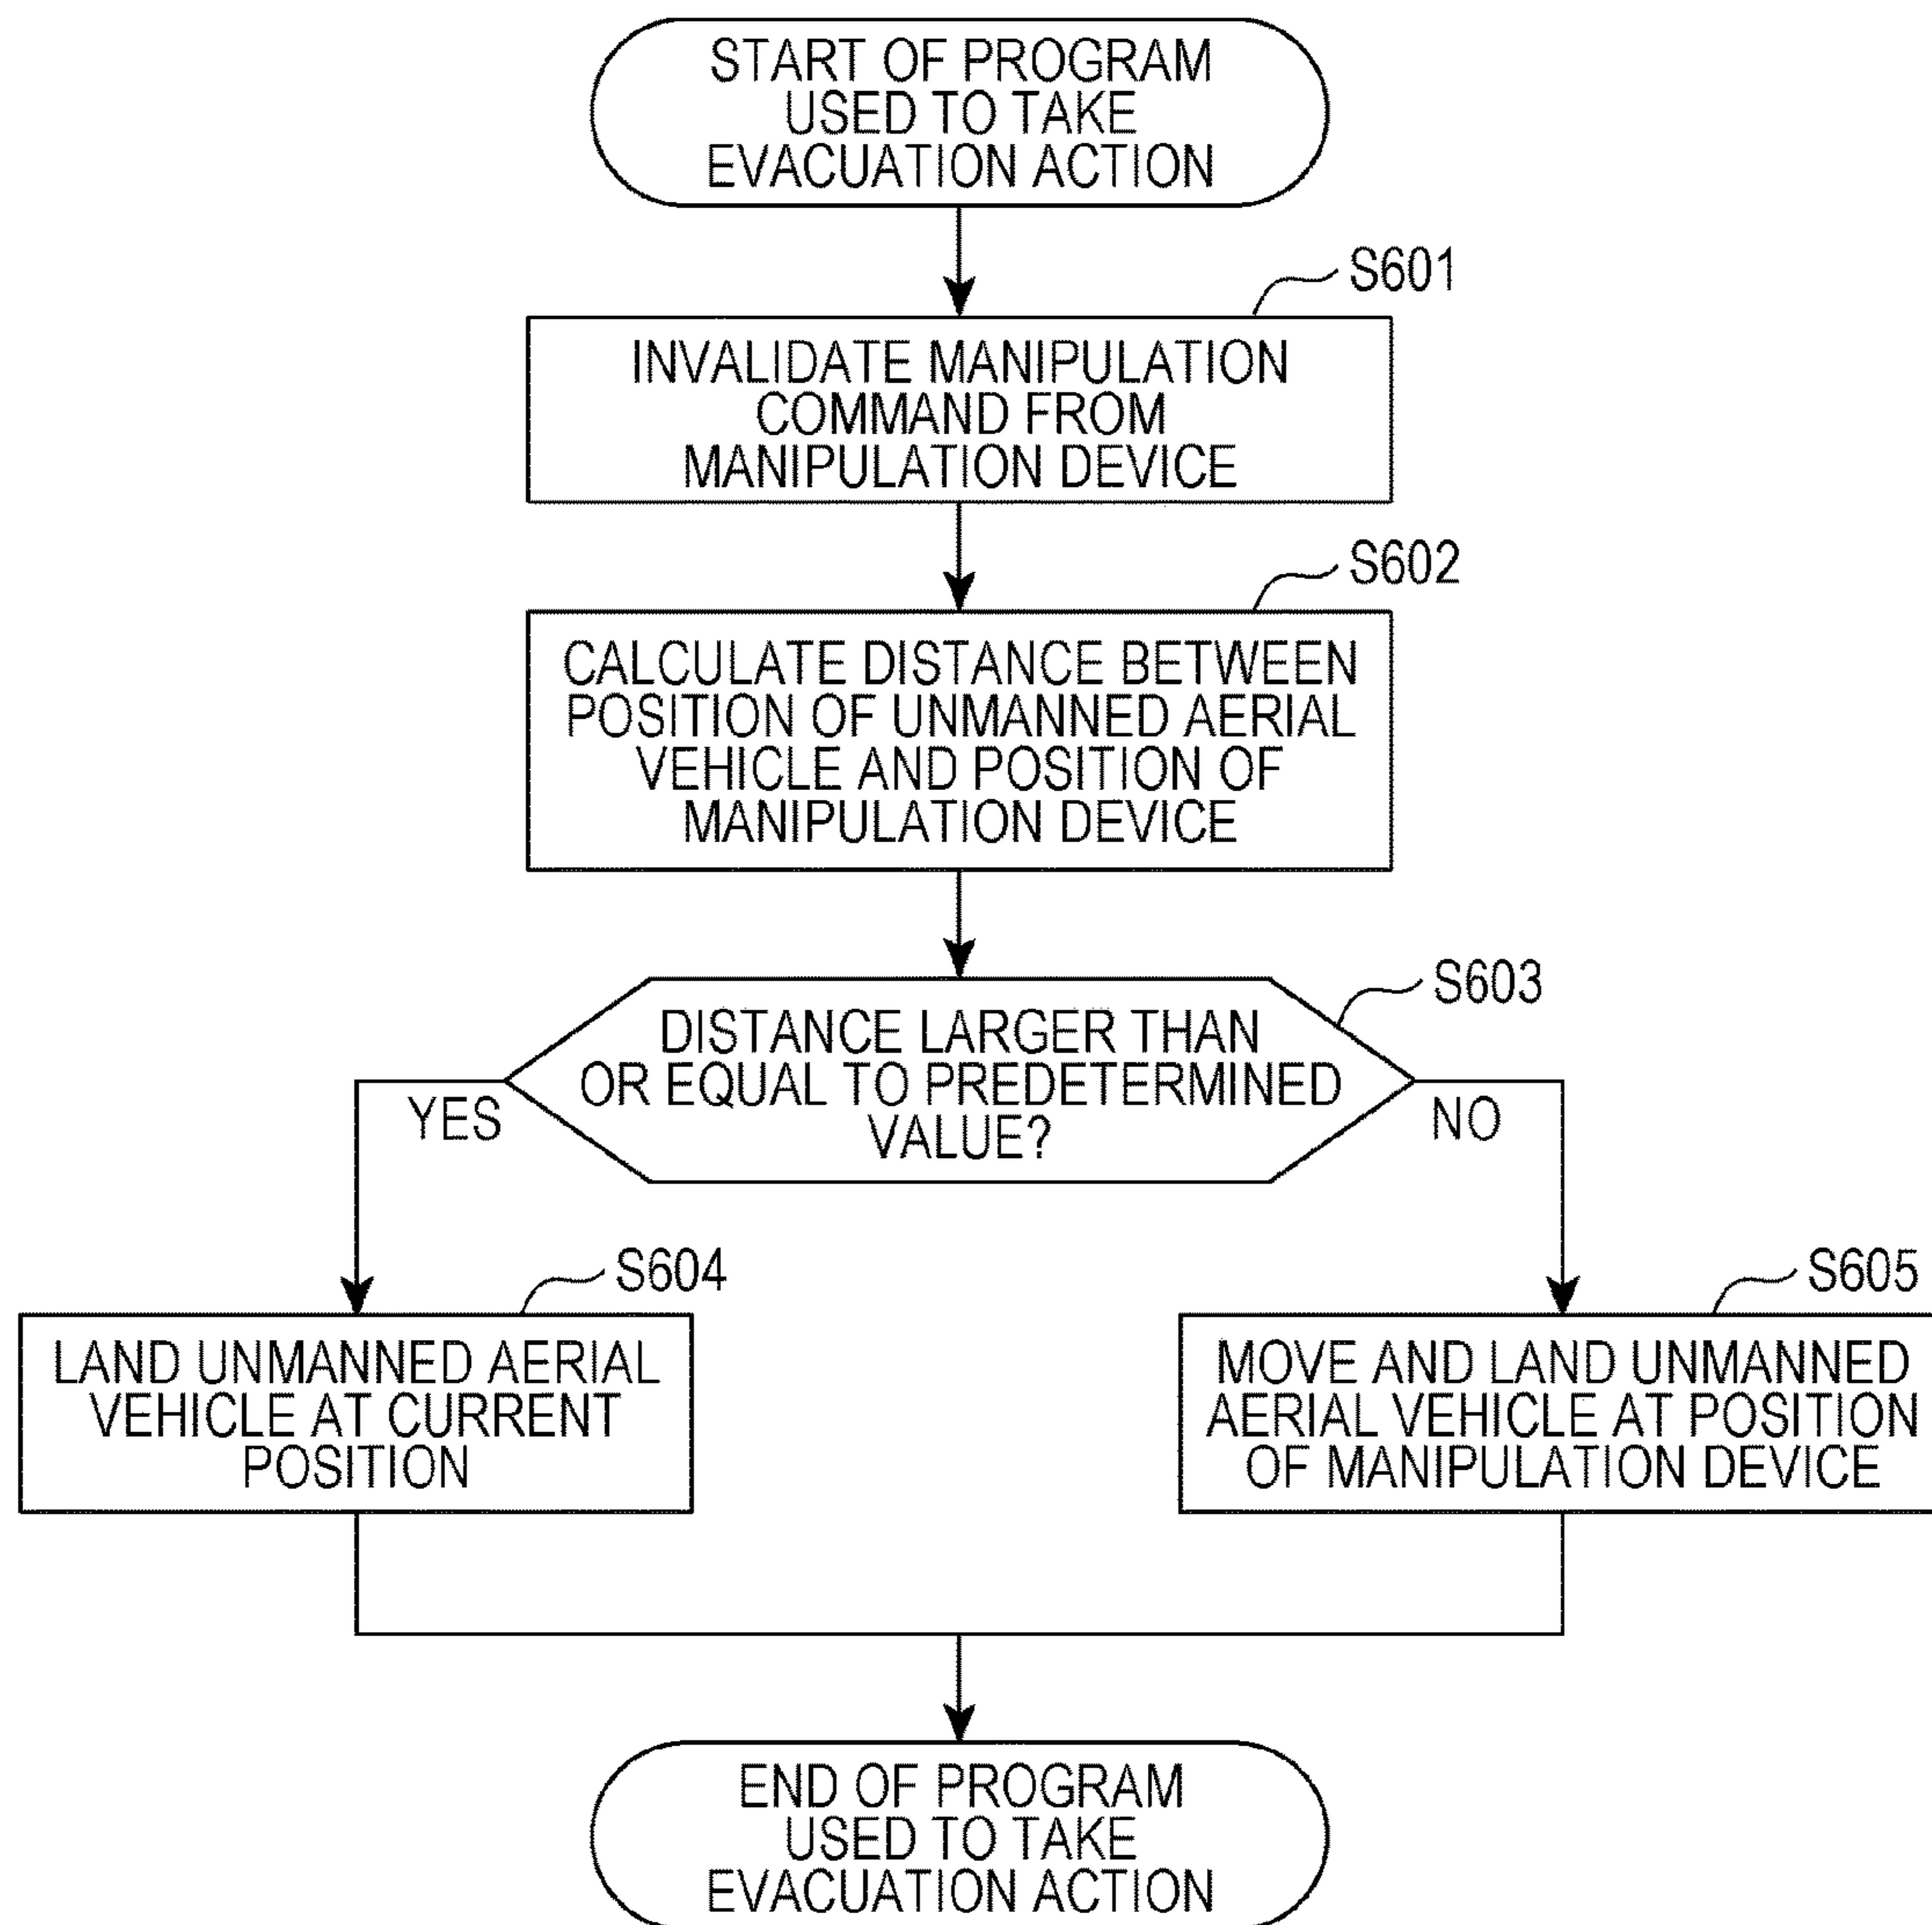 START OF PROGRAM
USED TO TAKE
EVACUATION ACTION
S601
INVALIDATE MANIPULATION
COMMAND FROM
MANIPULATION DEVICE
S602
CALCULATE DISTANCE BETWEEN
POSITION OF UNMANNED AERIAL
VEHICLE AND POSITION OF
MANIPULATION DEVICE
S603
DISTANCE LARGER THAN
OR EQUAL TO PREDETERMINED
VALUE?
YES
NO
S604
LAND UNMANNED AERIAL
VEHICLE AT CURRENT
POSITION
S605
MOVE AND LAND UNMANNED
AERIAL VEHICLE AT POSITION
OF MANIPULATION DEVICE
END OF PROGRAM
USED TO TAKE
EVACUATION ACTION